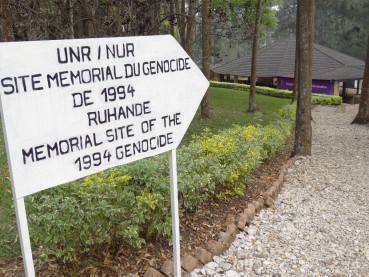 UNR / NUR
SITE MEMORIAL DU GENOCIDE
DE 1994
RUHANDE
MEMORIAL SITE OF THE
1994 GENOCIDE